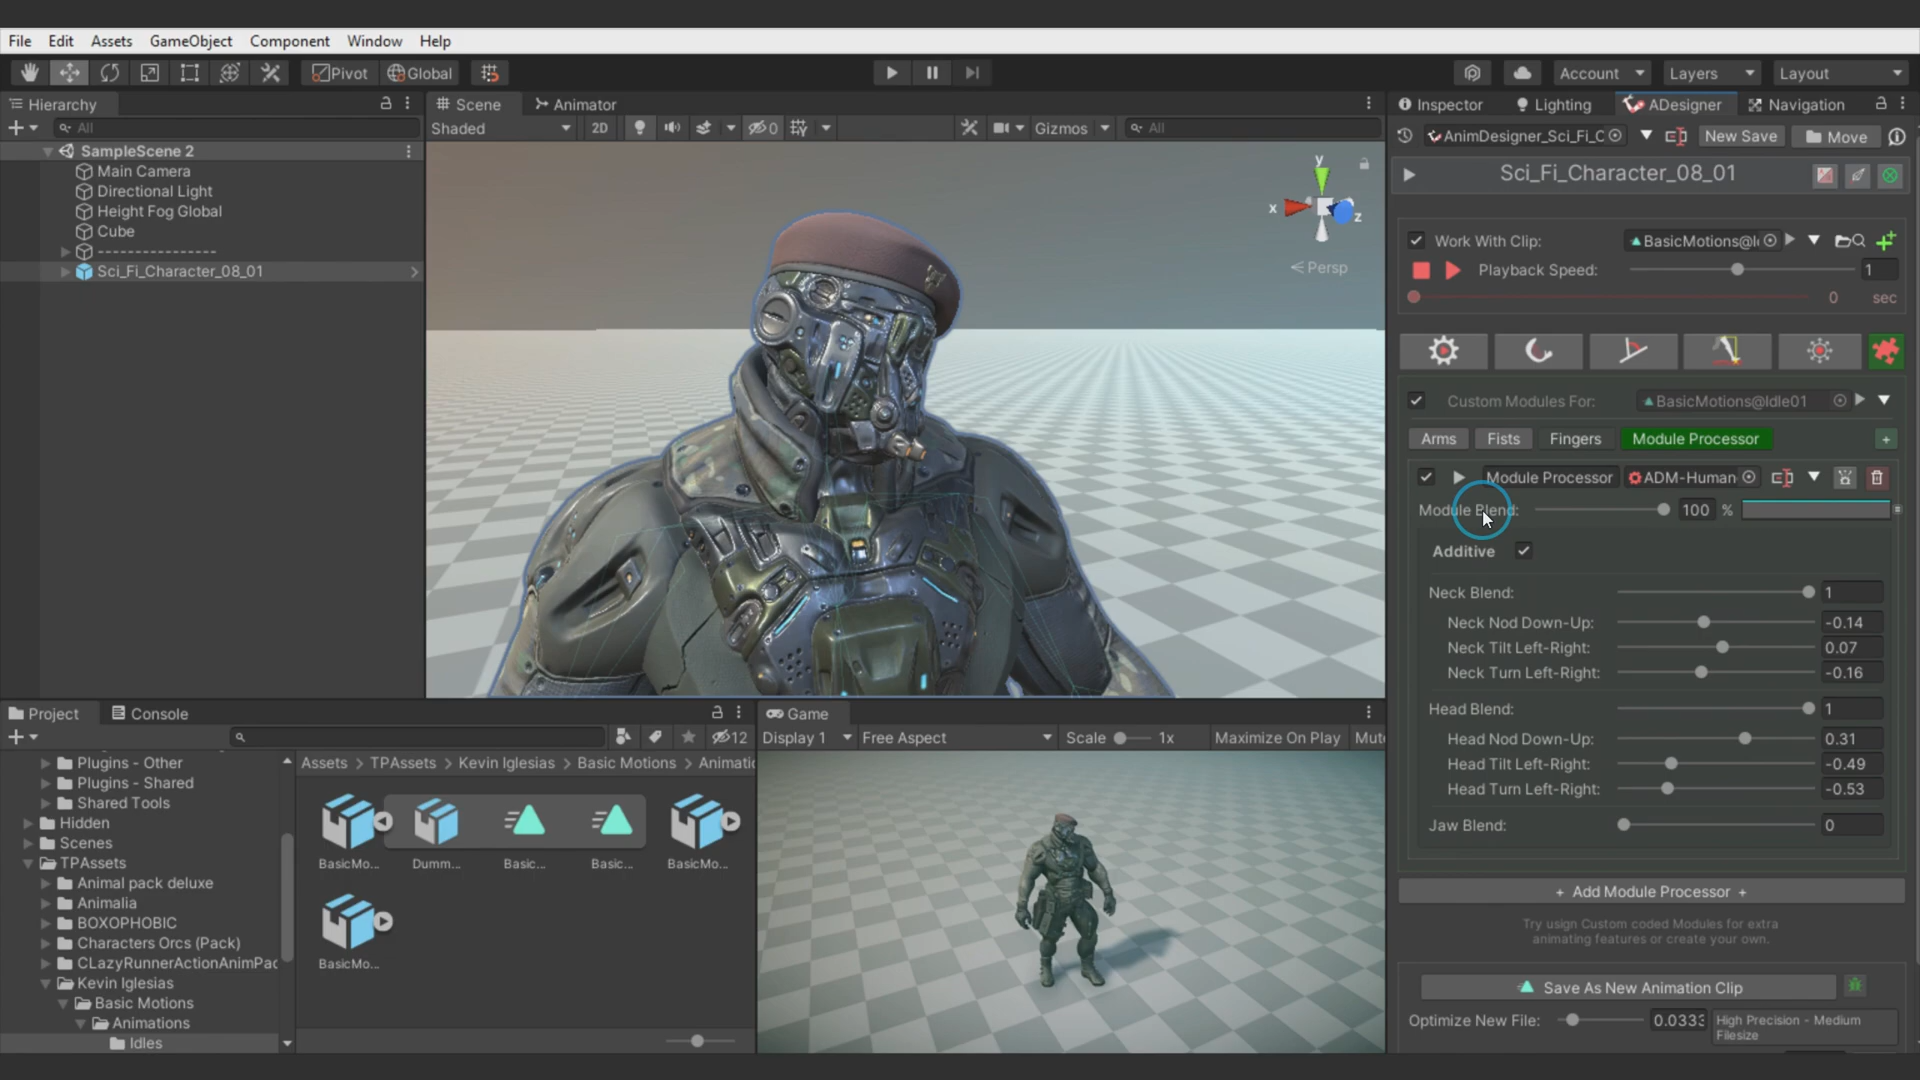 File Edit Assets GameObject Component Window Help
Pivot Global Account Layers Layout
Hierarchy
All
SampleScene 2
Main Camera
Directional Light
Height Fog Global
Cube
----------------
Sci_Fi_Character_08_01
Scene Animator
Shaded 2D 0 Gizmos All
y
x
z
Persp
Inspector Lighting ADesigner Navigation
AnimDesigner_Sci_Fi_C New Save Move
Sci_Fi_Character_08_01
Work With Clip: BasicMotions@I
Playback Speed: 1
0 sec
Custom Modules For: BasicMotions@Idle01
Arms Fists Fingers Module Processor +
Module Processor ADM-Human
Module Blend: 100 %
Additive
Neck Blend: 1
Neck Nod Down-Up: -0.14
Neck Tilt Left-Right: 0.07
Neck Turn Left-Right: -0.16
Head Blend: 1
Head Nod Down-Up: 0.31
Head Tilt Left-Right: -0.49
Head Turn Left-Right: -0.53
Jaw Blend: 0
+ Add Module Processor +
Try usign Custom coded Modules for extra
animating features or create your own.
Save As New Animation Clip
Optimize New File: 0.0333 High Precision - Medium
Filesize
Project Console
12
Plugins - Other
Plugins - Shared
Shared Tools
Hidden
Scenes
TPAssets
Animal pack deluxe
Animalia
BOXOPHOBIC
Characters Orcs (Pack)
CLazyRunnerActionAnimPac
Kevin Iglesias
Basic Motions
Animations
Idles
Assets > TPAssets > Kevin Iglesias > Basic Motions > Animatio
BasicMo... Dumm... Basic... Basic... BasicMo...
BasicMo...
Game
Display 1 Free Aspect Scale 1x Maximize On Play Mute